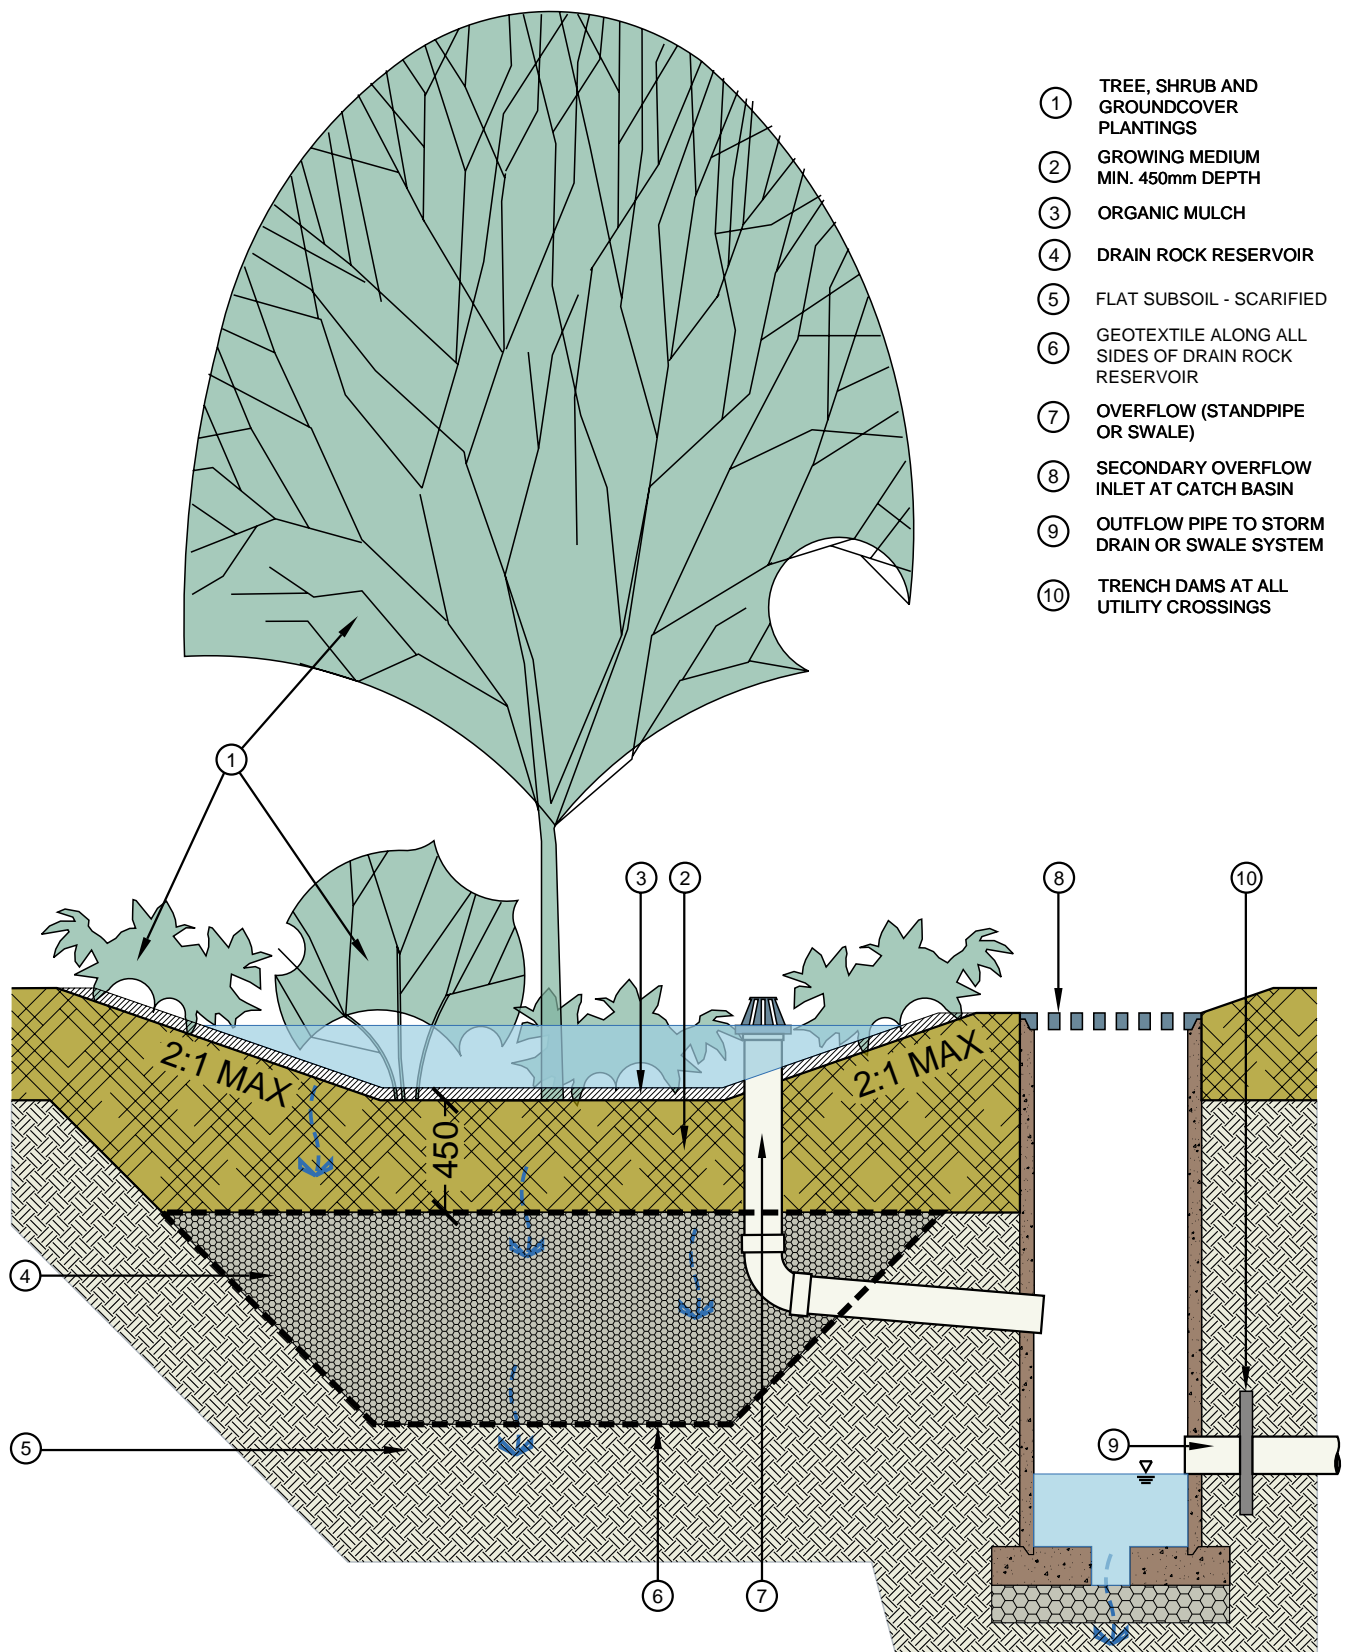 1 TREE, SHRUB AND
GROUNDCOVER
PLANTINGS
2 GROWING MEDIUM
MIN. 450mm DEPTH
3 ORGANIC MULCH
4 DRAIN ROCK RESERVOIR
5 FLAT SUBSOIL - SCARIFIED
6 GEOTEXTILE ALONG ALL
SIDES OF DRAIN ROCK
RESERVOIR
7 OVERFLOW (STANDPIPE
OR SWALE)
8 SECONDARY OVERFLOW
INLET AT CATCH BASIN
9 OUTFLOW PIPE TO STORM
DRAIN OR SWALE SYSTEM
10 TRENCH DAMS AT ALL
UTILITY CROSSINGS
1
3 2 8 10
2:1 MAX 2:1 MAX
450
4
5
9
6 7